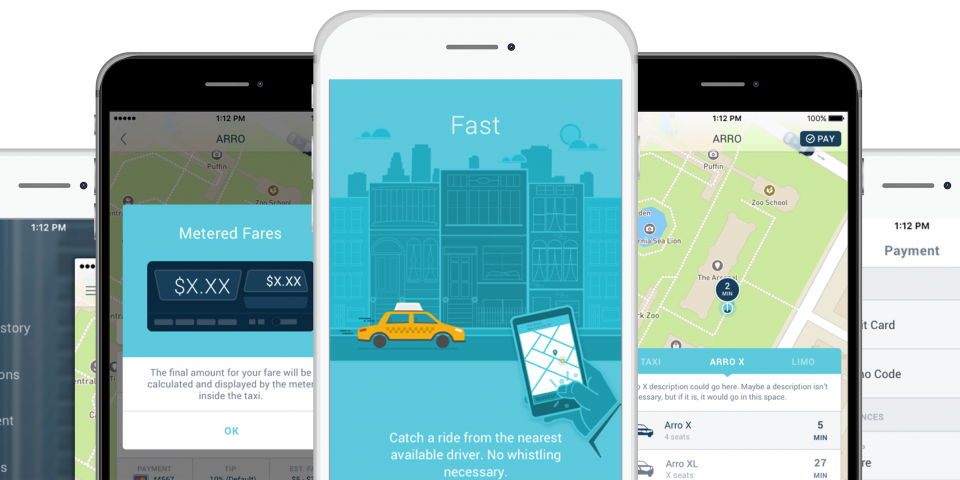 1:12 PM
story
ons
ent
s
1:12 PM
ARRO
Puffin
Zoo School
Metered Fares
$X.XX
$X.XX
The final amount for your fare will be
calculated and displayed by the meter
inside the taxi.
OK
PAYMENT
TIP
EST. FA
10% (Default)
Fast
Catch a ride from the nearest
available driver. No whistling
necessary.
1:12 PM
100%
ARRO
PAY
Puffin
Zoo School
den
rnia Sea Lion
The Arsenal
2
MIN
rk Zoo
TAXI
ARRO X
LIMO
o X description could go here. Maybe a description isn't
essary, but if it is, it would go in this space.
Arro X
4 seats
5
MIN
Arro XL
X seats
27
MIN
1:12 PM
Payment
it Card
no Code
NCES
re